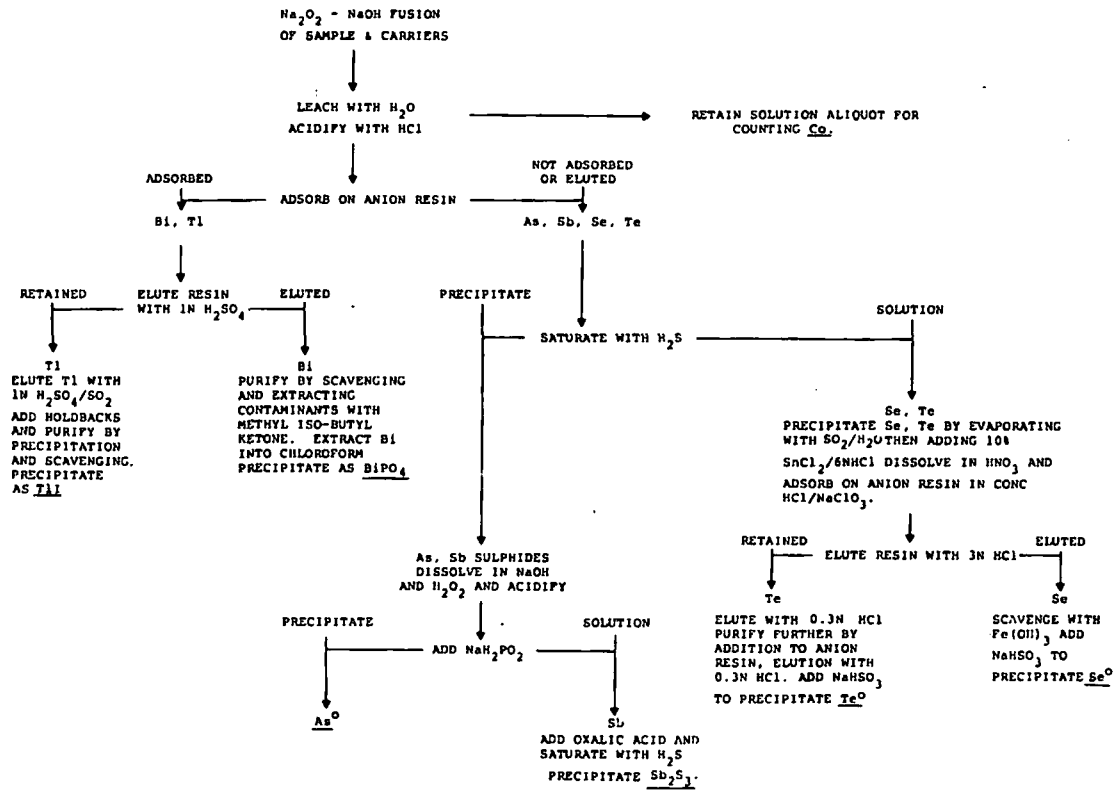 Na2O2 - NaOH FUSION
OF SAMPLE & CARRIERS
LEACH WITH H2O
ACIDIFY WITH HCl
RETAIN SOLUTION ALIQUOT FOR
COUNTING Co.
ADSORBED
ADSORB ON ANION RESIN
NOT ADSORBED
OR ELUTED
Bi, Tl
As, Sb, Se, Te
RETAINED
ELUTE RESIN
WITH 1N H2SO4
ELUTED
PRECIPITATE
SATURATE WITH H2S
SOLUTION
Tl
ELUTE Tl WITH
1N H2SO4/SO2
ADD HOLDBACKS
AND PURIFY BY
PRECIPITATION
AND SCAVENGING.
PRECIPITATE
AS TlI
Bi
PURIFY BY SCAVENGING
AND EXTRACTING
CONTAMINANTS WITH
METHYL ISO-BUTYL
KETONE. EXTRACT Bi
INTO CHLOROFORM
PRECIPITATE AS BiPO4
Se, Te
PRECIPITATE Se, Te BY EVAPORATING
WITH SO2/H2O THEN ADDING 10%
SnCl2/6NHCl DISSOLVE IN HNO3 AND
ADSORB ON ANION RESIN IN CONC
HCl/NaClO3.
RETAINED
ELUTE RESIN WITH 3N HCl
ELUTED
Te
ELUTE WITH 0.3N HCl
PURIFY FURTHER BY
ADDITION TO ANION
RESIN, ELUTION WITH
0.3N HCl. ADD NaHSO3
TO PRECIPITATE Te°
Se
SCAVENGE WITH
Fe(OH)3 ADD
NaHSO3 TO
PRECIPITATE Se°
As, Sb SULPHIDES
DISSOLVE IN NaOH
AND H2O2 AND ACIDIFY
PRECIPITATE
ADD NaH2PO2
SOLUTION
As°
Sb
ADD OXALIC ACID AND
SATURATE WITH H2S
PRECIPITATE Sb2S3.